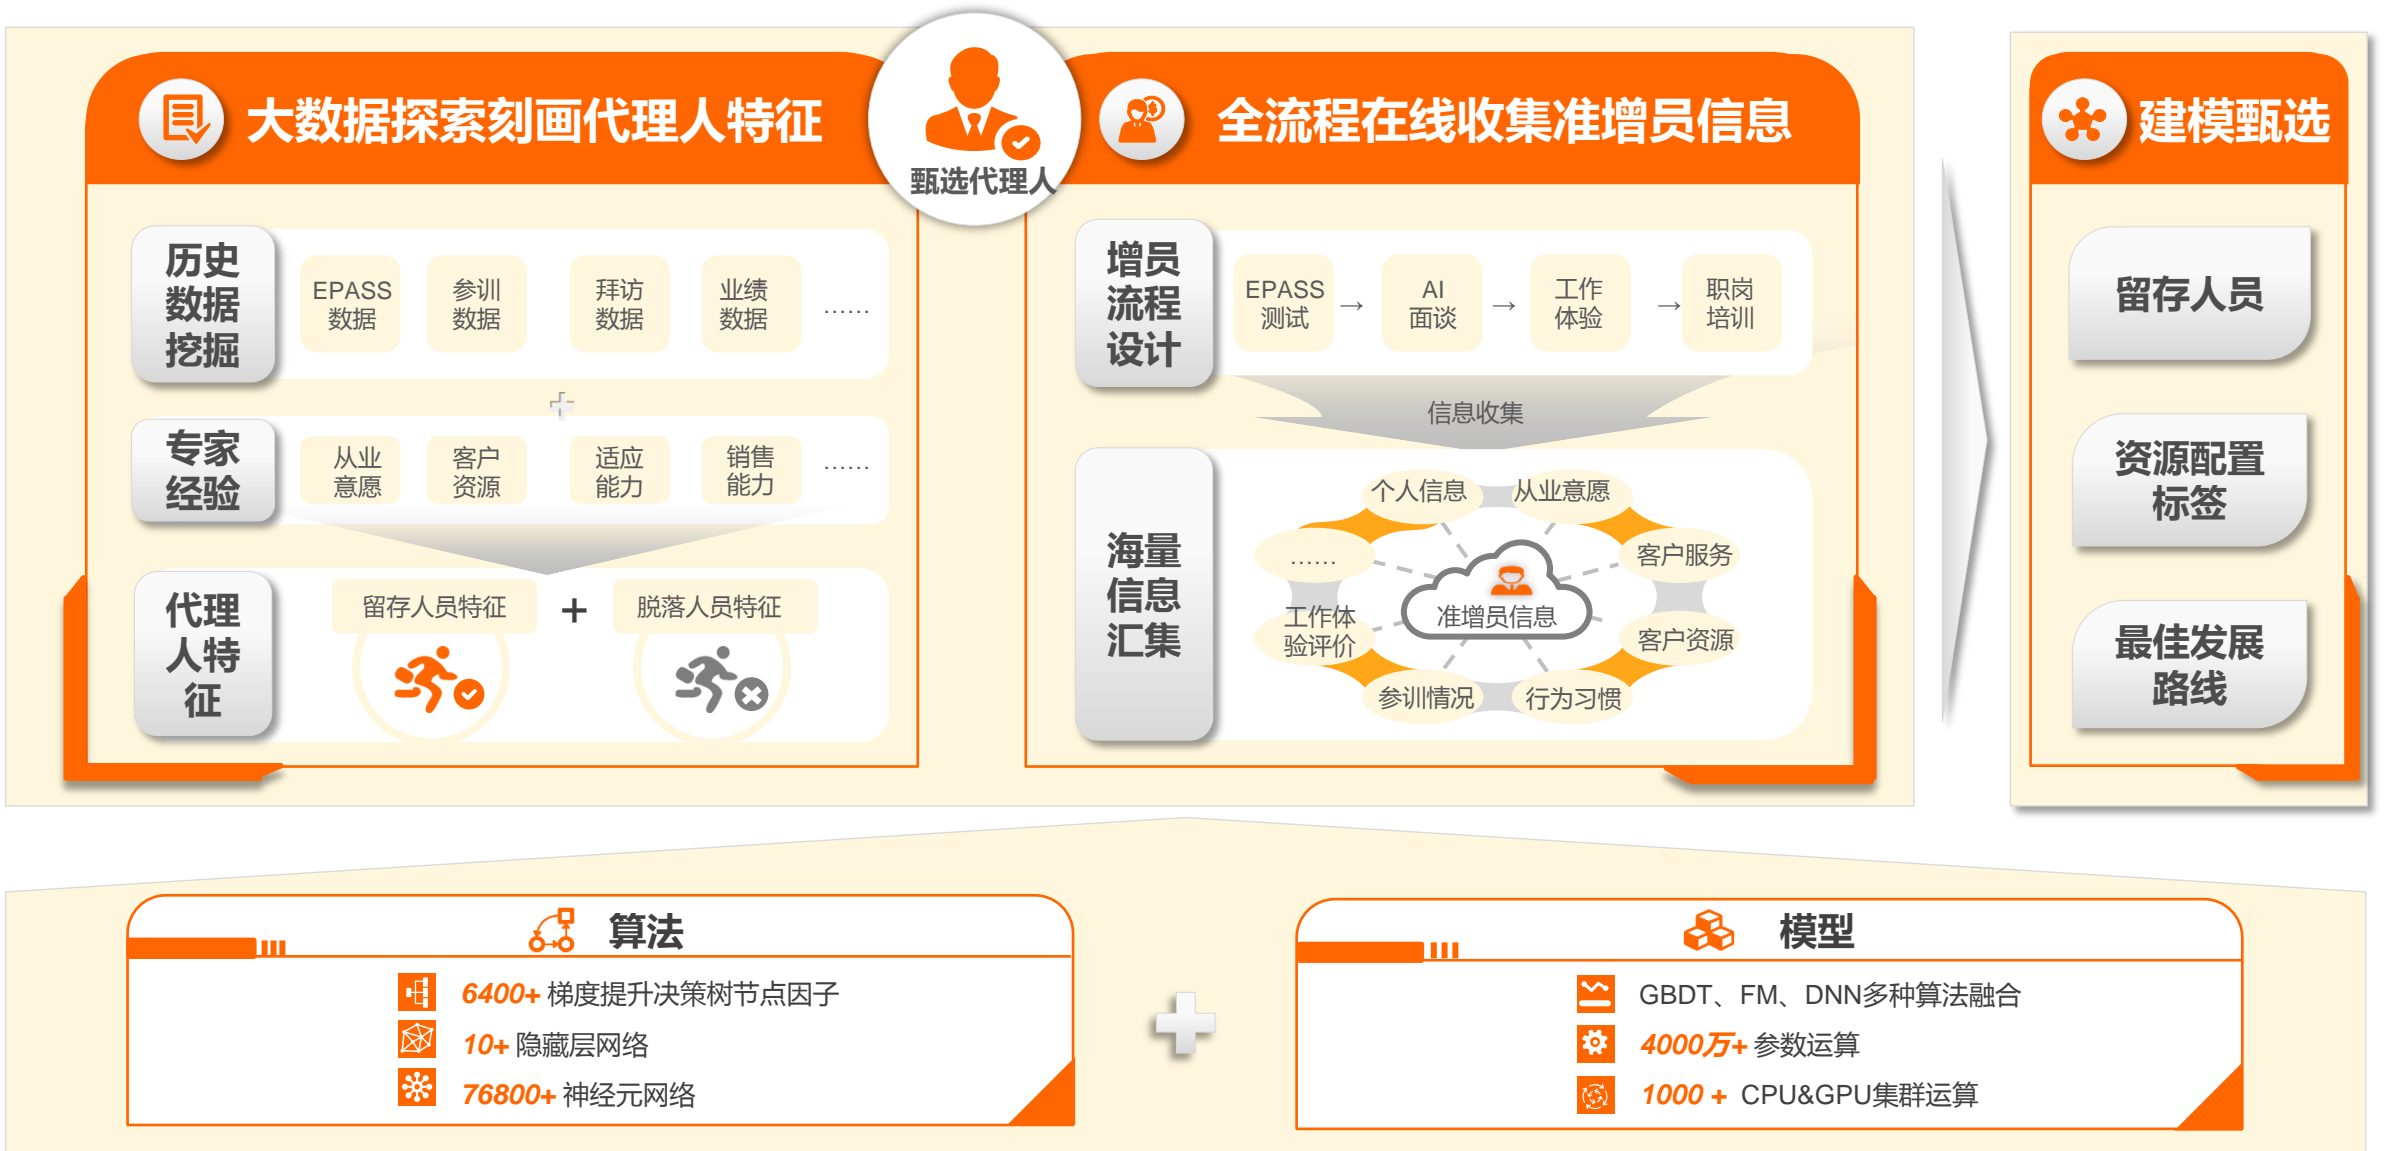 大数据探索刻画代理人特征
甄选代理人
全流程在线收集准增员信息
建模甄选
历史
数据
挖掘
EPASS
数据
参训
数据
拜访
数据
业绩
数据
……
专家
经验
从业
意愿
客户
资源
适应
能力
销售
能力
……
代理
人特
征
留存人员特征
+
脱落人员特征
增员
流程
设计
EPASS
测试
→
AI
面谈
→
工作
体验
→
职岗
培训
信息收集
海量
信息
汇集
个人信息
从业意愿
……
客户服务
准增员信息
工作体
验评价
客户资源
参训情况
行为习惯
留存人员
资源配置
标签
最佳发展
路线
算法
6400+ 梯度提升决策树节点因子
10+ 隐藏层网络
76800+ 神经元网络
模型
GBDT、FM、DNN多种算法融合
4000万+ 参数运算
1000 + CPU&GPU集群运算